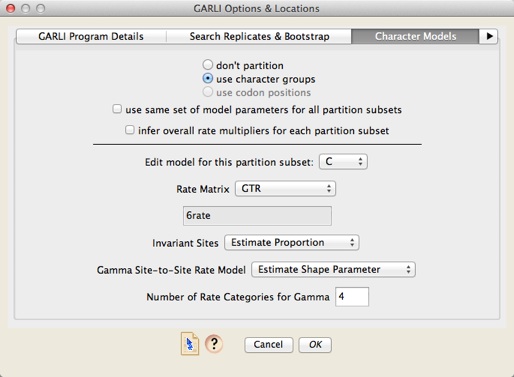 GARLI Options & Locations
GARLI Program Details Search Replicates & Bootstrap Character Models
don't partition
use character groups
use codon positions
use same set of model parameters for all partition subsets
infer overall rate multipliers for each partition subset
Edit model for this partition subset: C
Rate Matrix GTR
6rate
Invariant Sites Estimate Proportion
Gamma Site-to-Site Rate Model Estimate Shape Parameter
Number of Rate Categories for Gamma 4
? Cancel OK